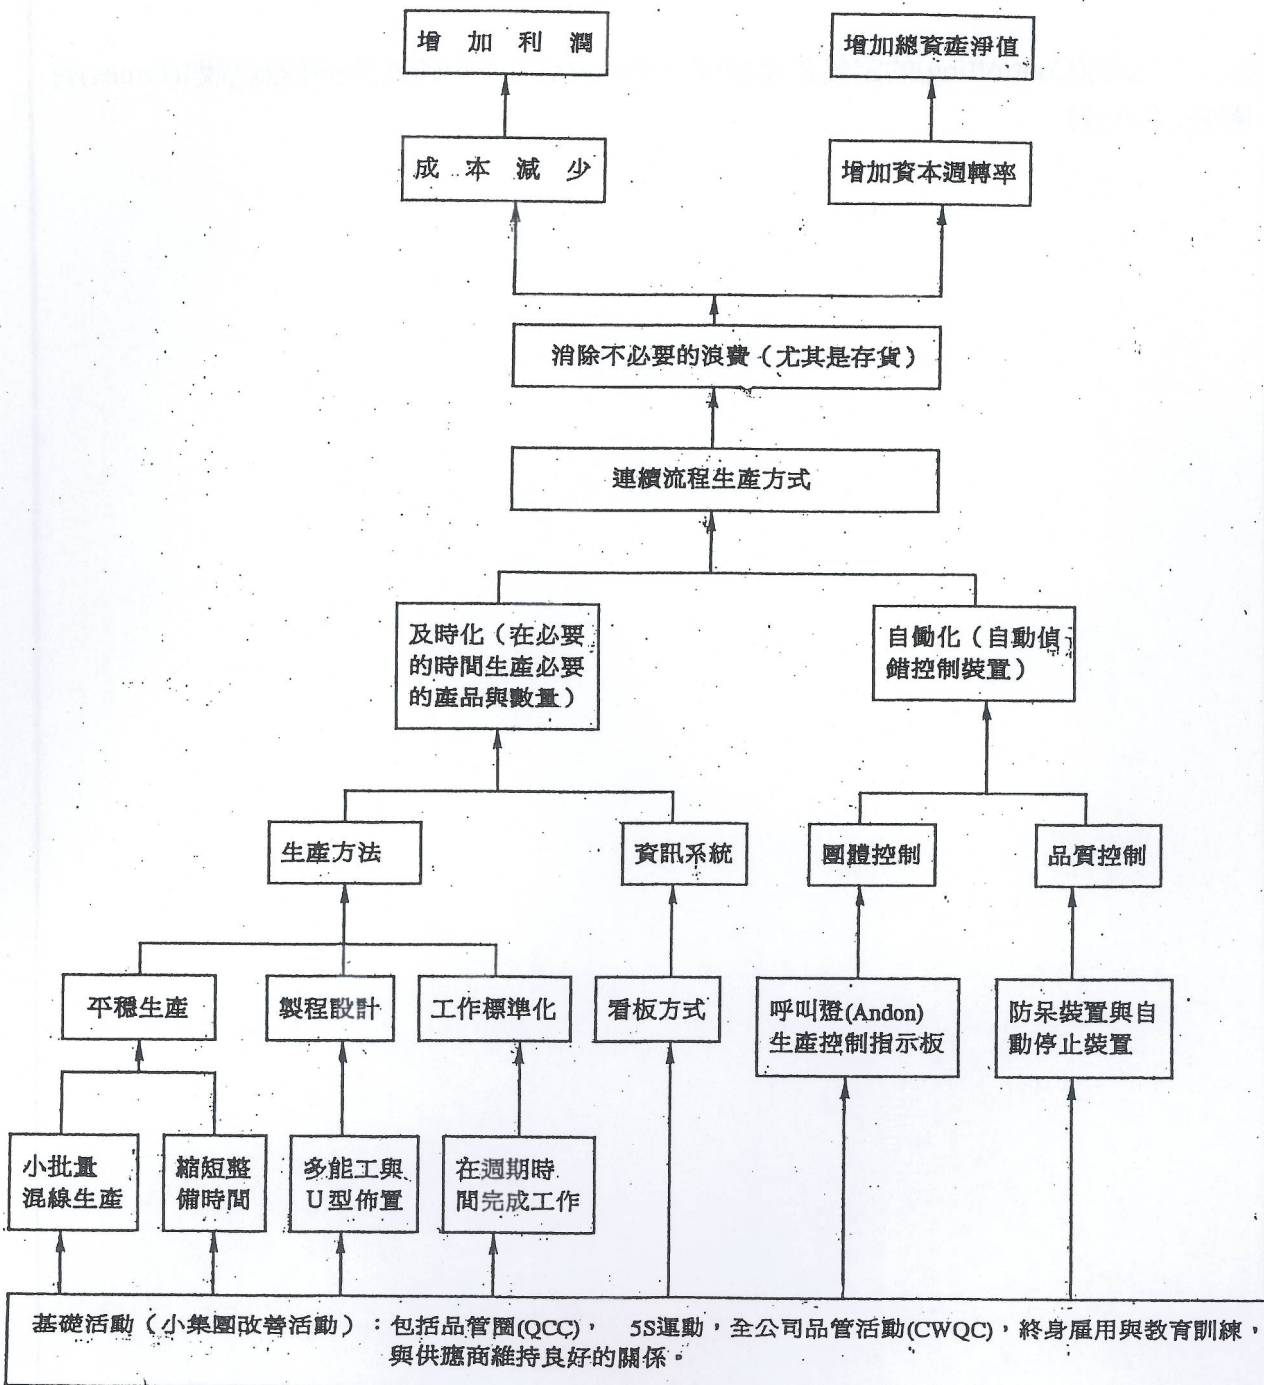 增加利潤
增加總資產淨值
成本減少
增加資本週轉率
消除不必要的浪費（尤其是存貨）
連續流程生產方式
及時化（在必要
的時間生產必要
的產品與數量）
自働化（自動偵
錯控制裝置）
生產方法
資訊系統
團體控制
品質控制
平穩生產
製程設計
工作標準化
看板方式
呼叫燈(Andon)
生產控制指示板
防呆裝置與自
動停止裝置
小批量
混線生產
縮短整
備時間
多能工與
U型佈置
在週期時
間完成工作
基礎活動（小集團改善活動）：包括品管圈(QCC)， 5S運動，全公司品管活動(CWQC)，終身雇用與教育訓練，
與供應商維持良好的關係。